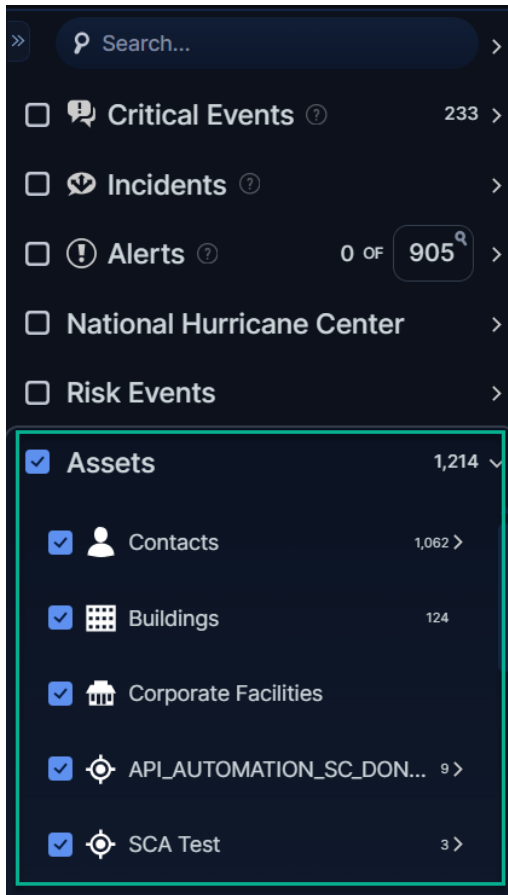 Search...
Critical Events ? 233
Incidents ?
Alerts ? 0 OF 905
National Hurricane Center
Risk Events
Assets 1,214
Contacts 1,062
Buildings 124
Corporate Facilities
API_AUTOMATION_SC_DON... 9
SCA Test 3